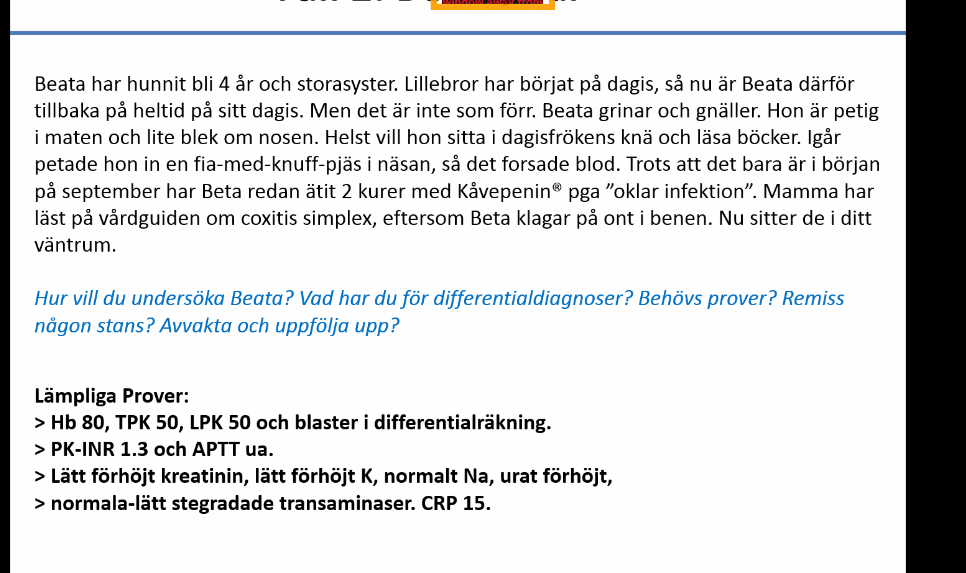 Beata har hunnit bli 4 år och storasyster. Lillebror har börjat på dagis, så nu är Beata därför
tillbaka på heltid på sitt dagis. Men det är inte som förr. Beata grinar och gnäller. Hon är petig
i maten och lite blek om nosen. Helst vill hon sitta i dagisfrökens knä och läsa böcker. Igår
petade hon in en fia-med-knuff-pjäs i näsan, så det forsade blod. Trots att det bara är i början
på september har Beta redan ätit 2 kurer med Kåvepenin® pga ”oklar infektion”. Mamma har
läst på vårdguiden om coxitis simplex, eftersom Beta klagar på ont i benen. Nu sitter de i ditt
väntrum.
Hur vill du undersöka Beata? Vad har du för differentialdiagnoser? Behövs prover? Remiss
någon stans? Avvakta och uppfölja upp?
Lämpliga Prover:
> Hb 80, TPK 50, LPK 50 och blaster i differentialräkning.
> PK-INR 1.3 och APTT ua.
> Lätt förhöjt kreatinin, lätt förhöjt K, normalt Na, urat förhöjt,
> normala-lätt stegradade transaminaser. CRP 15.